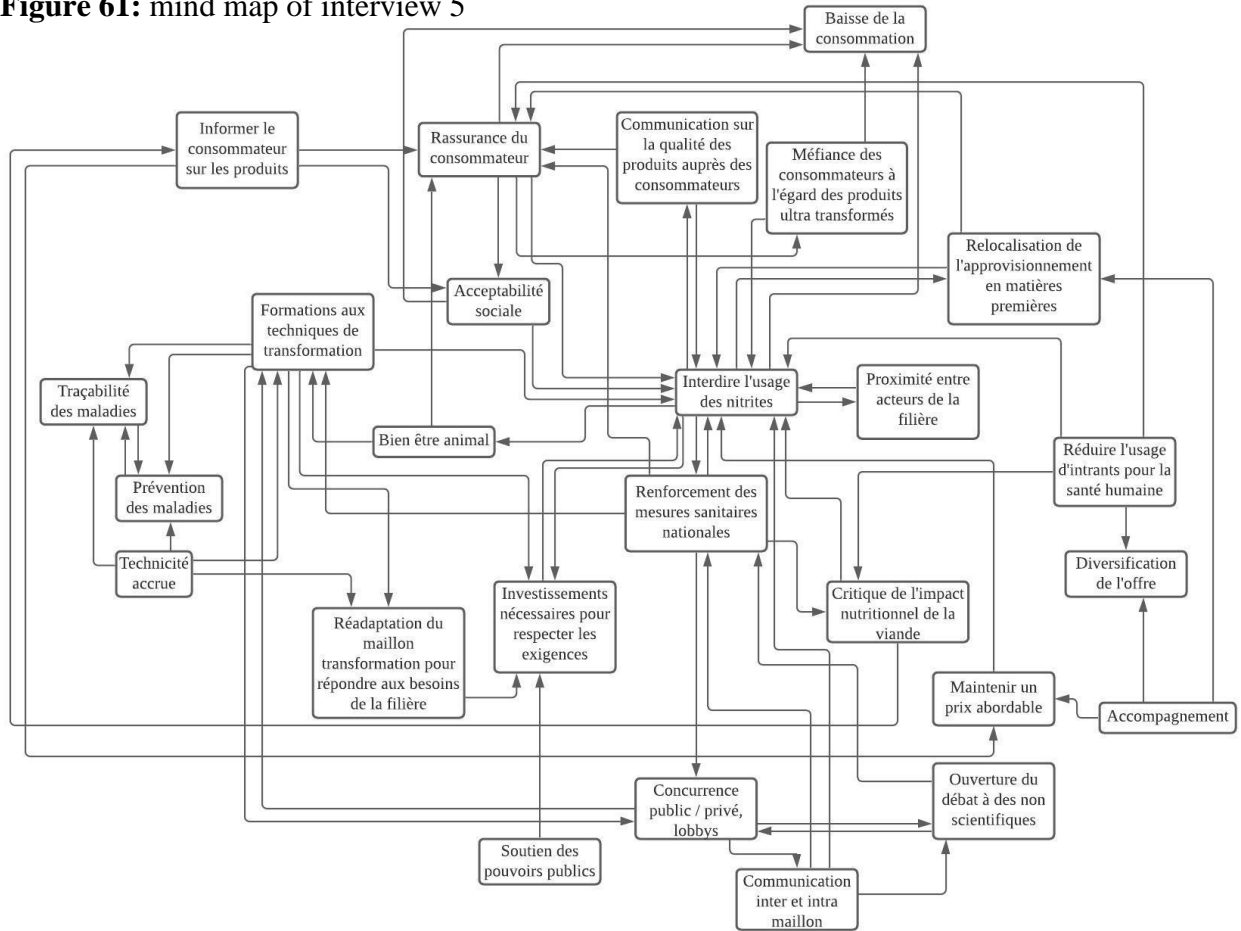 Figure 61: mind map of interview 5
Baisse de la
consommation
Informer le
consommateur
sur les produits
Rassurance du
consommateur
Communication sur
la qualité des
produits auprès des
consommateurs
Méfiance des
consommateurs à
l'égard des produits
ultra transformés
Relocalisation de
l'approvisionnement
en matières
premières
Acceptabilité
sociale
Formations aux
techniques de
transformation
Traçabilité
des maladies
Interdire l'usage
des nitrites
Proximité entre
acteurs de la
filière
Bien être animal
Réduire l'usage
d'intrants pour la
santé humaine
Prévention
des maladies
Renforcement des
mesures sanitaires
nationales
Technicité
accrue
Diversification
de l'offre
Investissements
nécessaires pour
respecter les
exigences
Critique de l'impact
nutritionnel de la
viande
Réadaptation du
maillon
transformation pour
répondre aux besoins
de la filière
Maintenir un
prix abordable
Accompagnement
Concurrence
public / privé,
lobbys
Ouverture du
débat à des non
scientifiques
Soutien des
pouvoirs publics
Communication
inter et intra
maillon